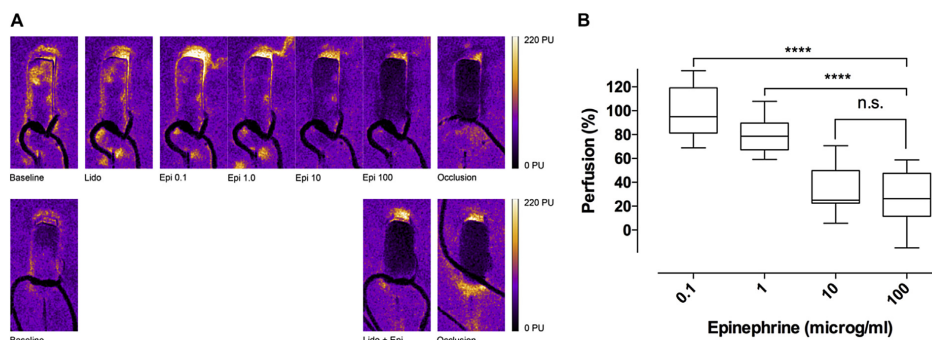 A
220 PU
0 PU
Baseline
Lido
Epi 0.1
Epi 1.0
Epi 10
Epi 100
Occlusion
220 PU
0 PU
Baseline
Lido + Epi
Occlusion
B
****
****
n.s.
Perfusion (%)
120
100
80
60
40
20
0
0.1
1
10
100
Epinephrine (microg/ml)